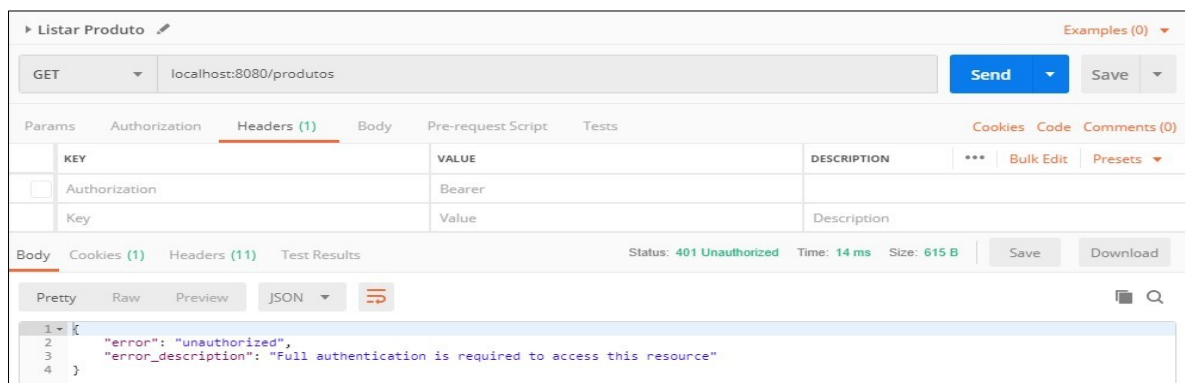 Listar Produto
Examples (0)
GET localhost:8080/produtos Send Save
Params Authorization Headers (1) Body Pre-request Script Tests Cookies Code Comments (0)
KEY VALUE DESCRIPTION ••• Bulk Edit Presets
Authorization Bearer
Key Value Description
Body Cookies (1) Headers (11) Test Results Status: 401 Unauthorized Time: 14 ms Size: 615 B Save Download
Pretty Raw Preview JSON
1 {
2 "error": "unauthorized",
3 "error_description": "Full authentication is required to access this resource"
4 }